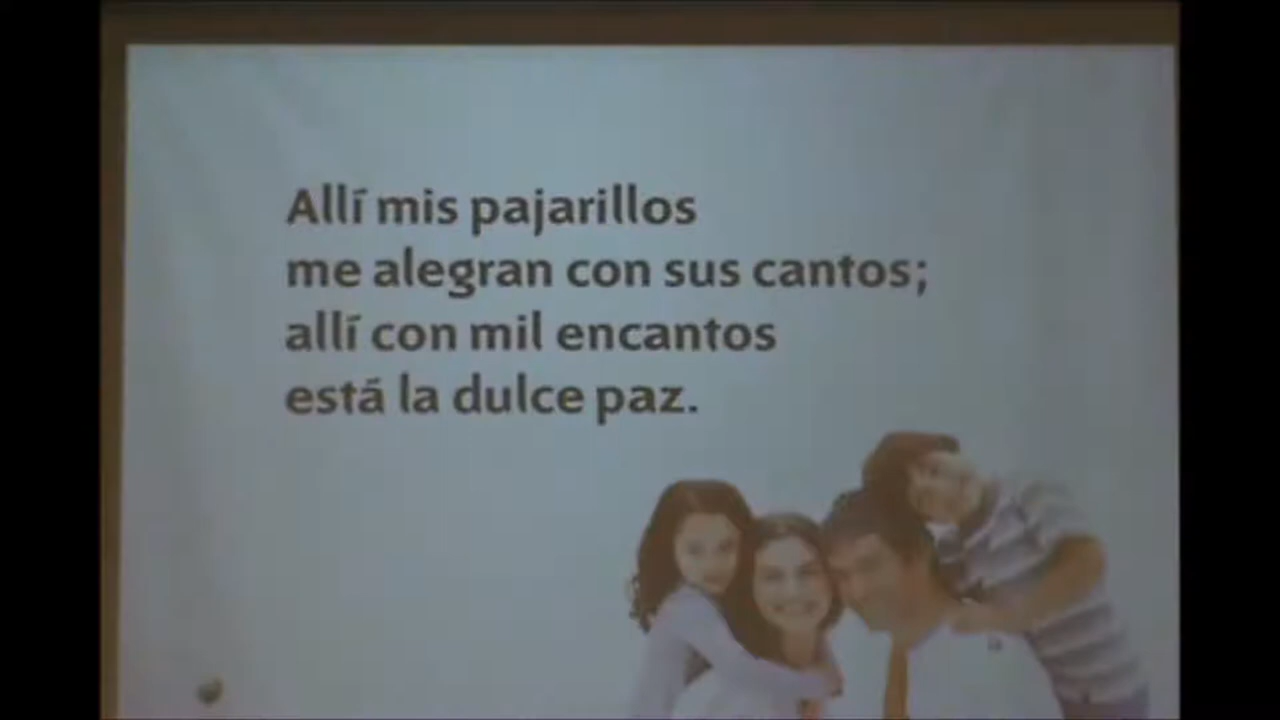 Allí mis pajarillos
me alegran con sus cantos;
allí con mil encantos
está la dulce paz.